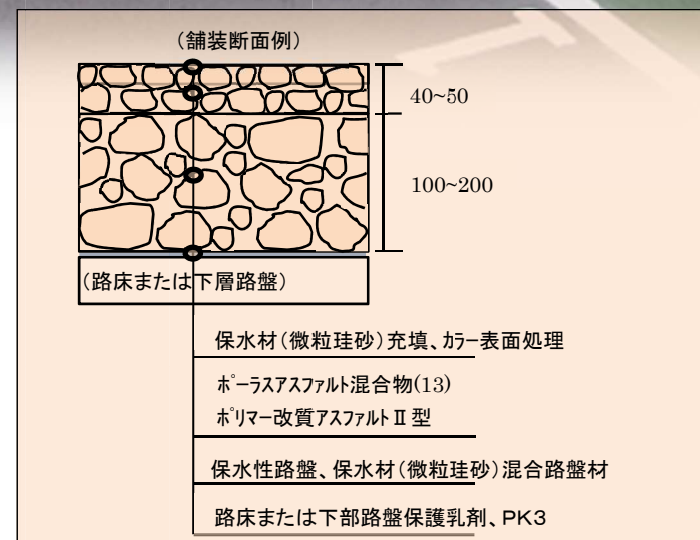 （舗装断面例）
40~50
100~200
（路床または下層路盤）
保水材（微粒珪砂）充填、ｶﾗｰ表面処理
ﾎﾟｰﾗｽｱｽﾌｧﾙﾄ混合物(13)
ﾎﾟﾘﾏｰ改質ｱｽﾌｧﾙﾄⅡ型
保水性路盤、保水材（微粒珪砂）混合路盤材
路床または下部路盤保護乳剤、PK3